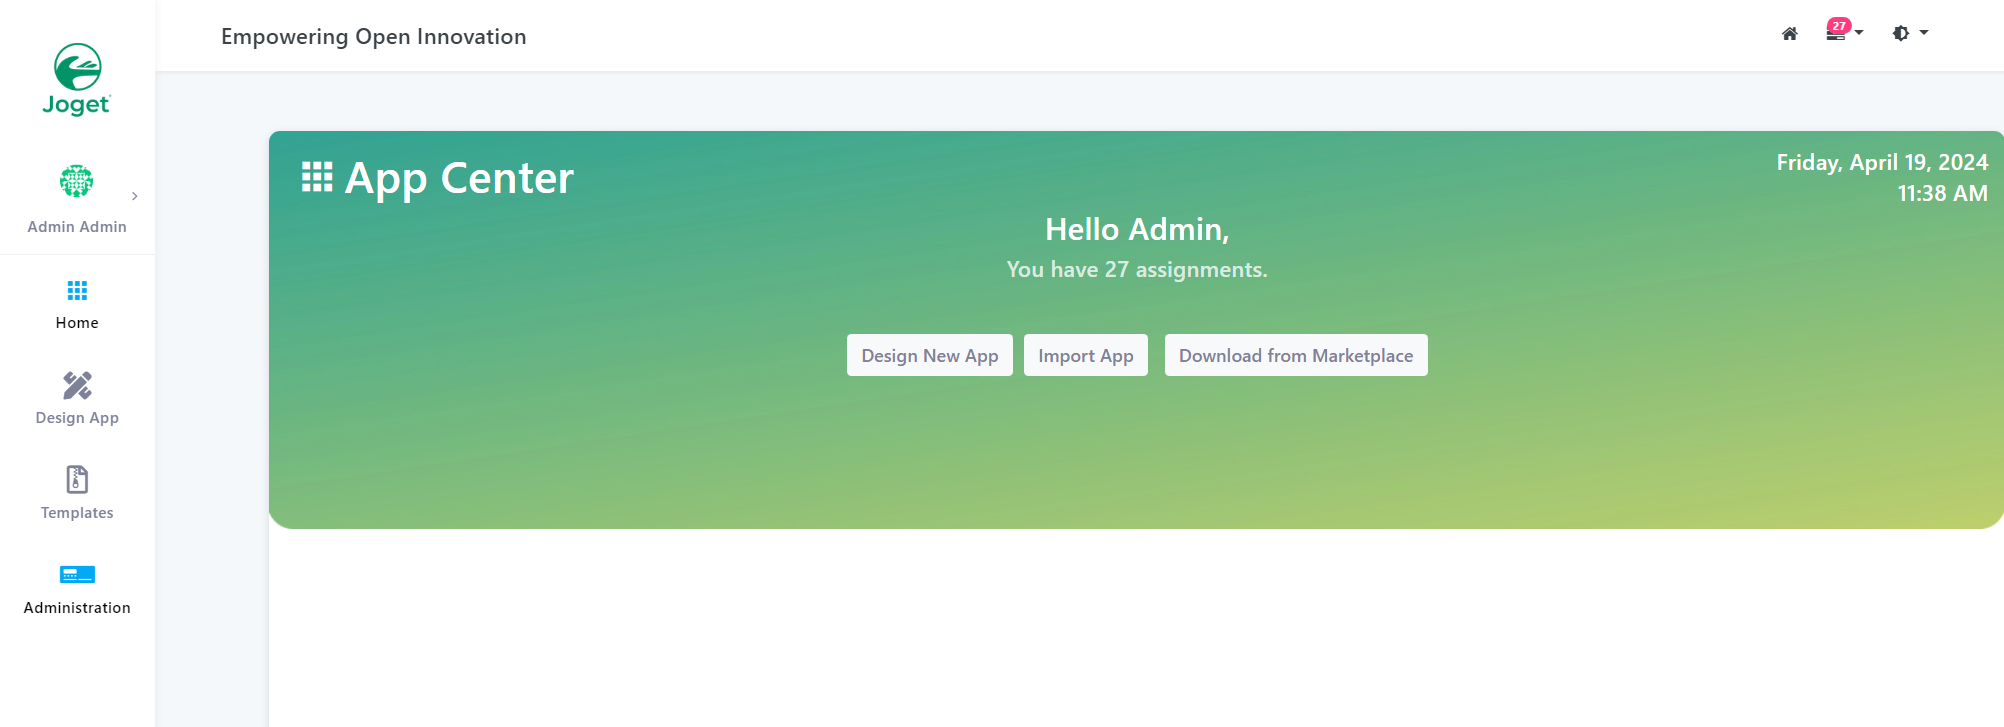 Joget
Admin Admin
Home
Design App
Templates
Administration
Empowering Open Innovation
27
App Center
Friday, April 19, 2024
11:38 AM
Hello Admin,
You have 27 assignments.
Design New App
Import App
Download from Marketplace